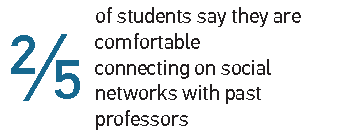 2/5
of students say they are
comfortable
connecting on social
networks with past
professors